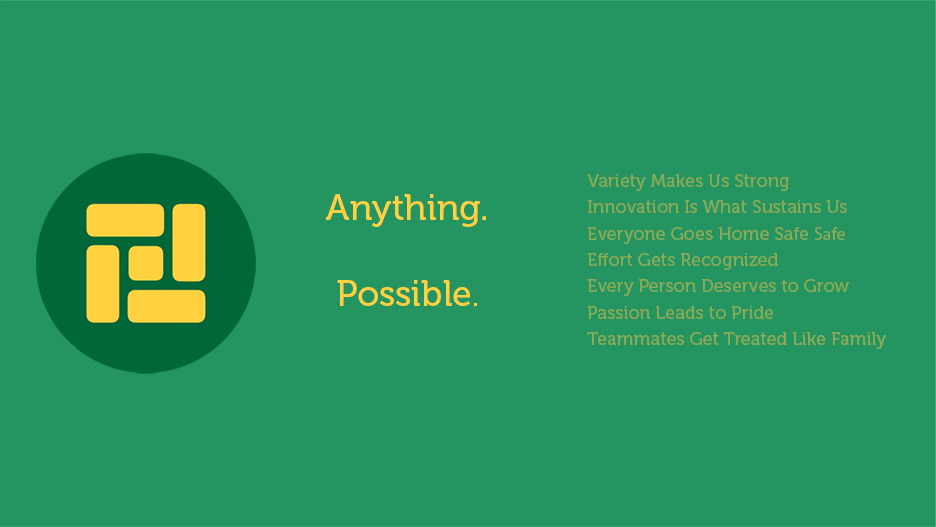 Anything.
Possible.
Variety Makes Us Strong
Innovation Is What Sustains Us
Everyone Goes Home Safe Safe
Effort Gets Recognized
Every Person Deserves to Grow
Passion Leads to Pride
Teammates Get Treated Like Family